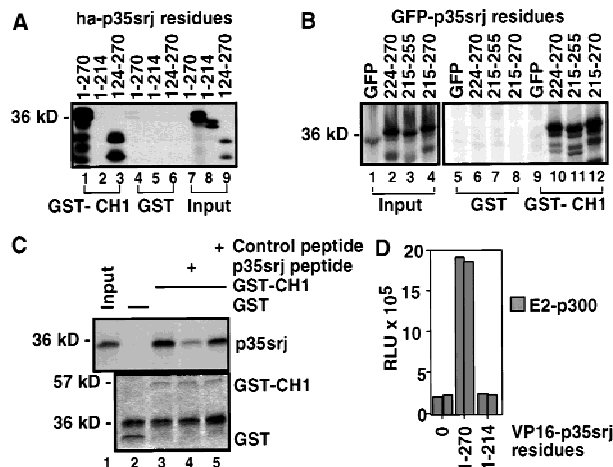 A
ha-p35srj residues
1-270
1-214
124-270
1-270
1-214
124-270
1-270
1-214
124-270
36 kD -
1 2 3 4 5 6 7 8 9
GST- CH1 GST Input
B
GFP-p35srj residues
GFP
224-270
215-255
215-270
GFP
224-270
215-255
215-270
GFP
224-270
215-255
215-270
36 kD -
1 2 3 4 5 6 7 8 9 10 11 12
Input GST GST-CH1
C
+ Control peptide
+ p35srj peptide
GST-CH1
GST
Input
36 kD -
p35srj
57 kD -
GST-CH1
36 kD -
GST
1 2 3 4 5
D
RLU x 10⁵
20
15
10
5
0
E2-p300
0
1-270
1-214
VP16-p35srj
residues